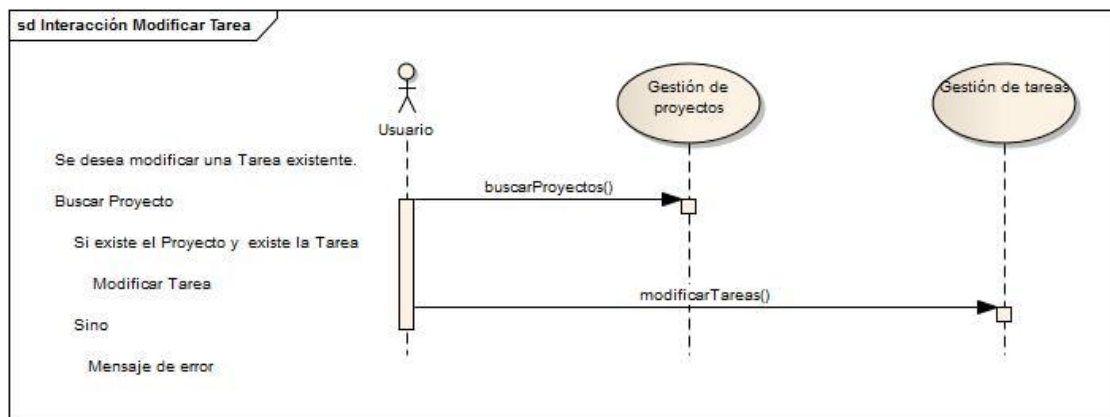 sd Interacción Modificar Tarea
Usuario
Gestión de
proyectos
Gestión de tareas
Se desea modificar una Tarea existente.
buscarProyectos()
Buscar Proyecto
Si existe el Proyecto y existe la Tarea
Modificar Tarea
modificarTareas()
Sino
Mensaje de error